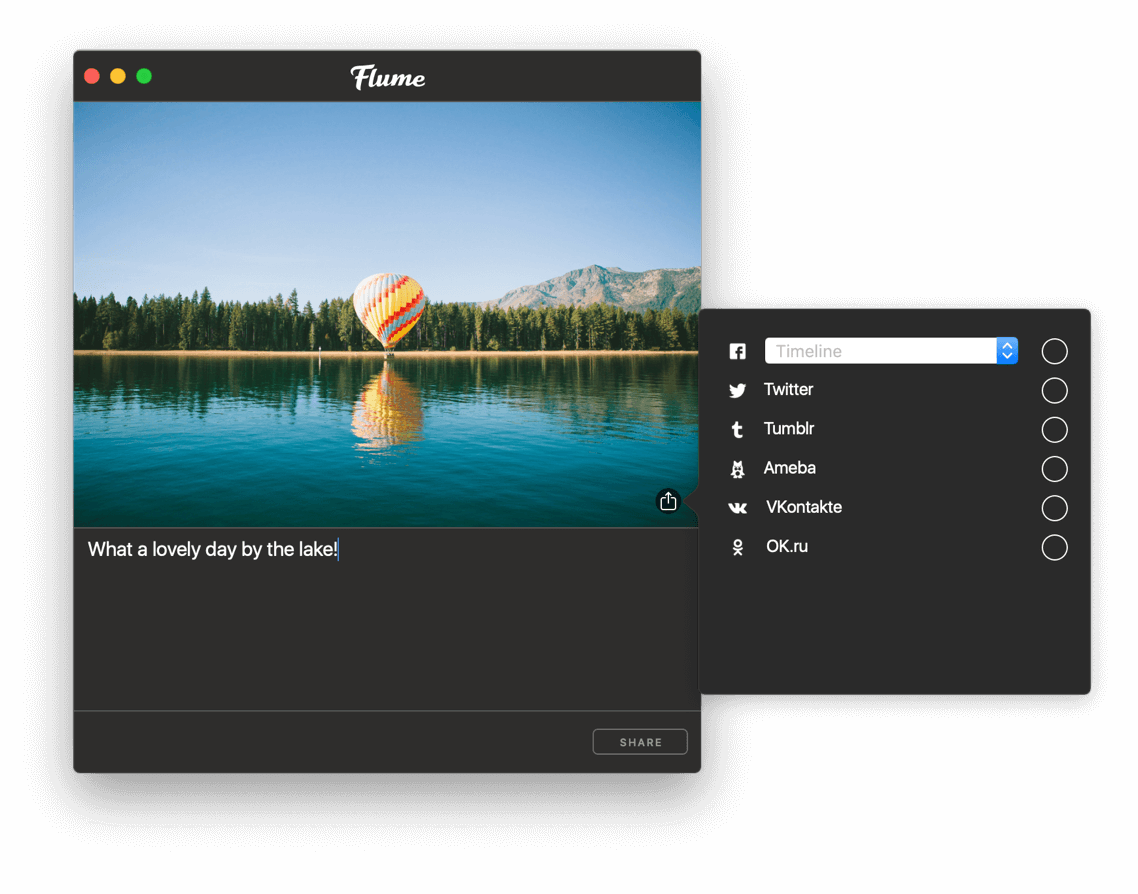 Flume
Timeline
Twitter
Tumblr
Ameba
VKontakte
OK.ru
What a lovely day by the lake!
SHARE